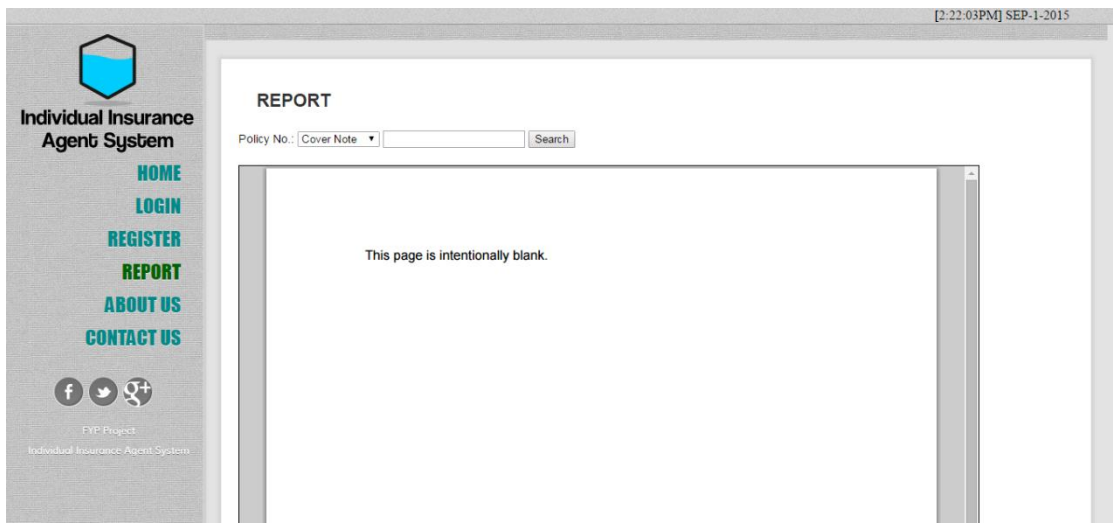 [2:22:03PM] SEP-1-2015
Individual Insurance
Agent System
HOME
LOGIN
REGISTER
REPORT
ABOUT US
CONTACT US
f
g+
FYP Project
Individual Insurance Agent System
REPORT
Policy No.: Cover Note Search
This page is intentionally blank.